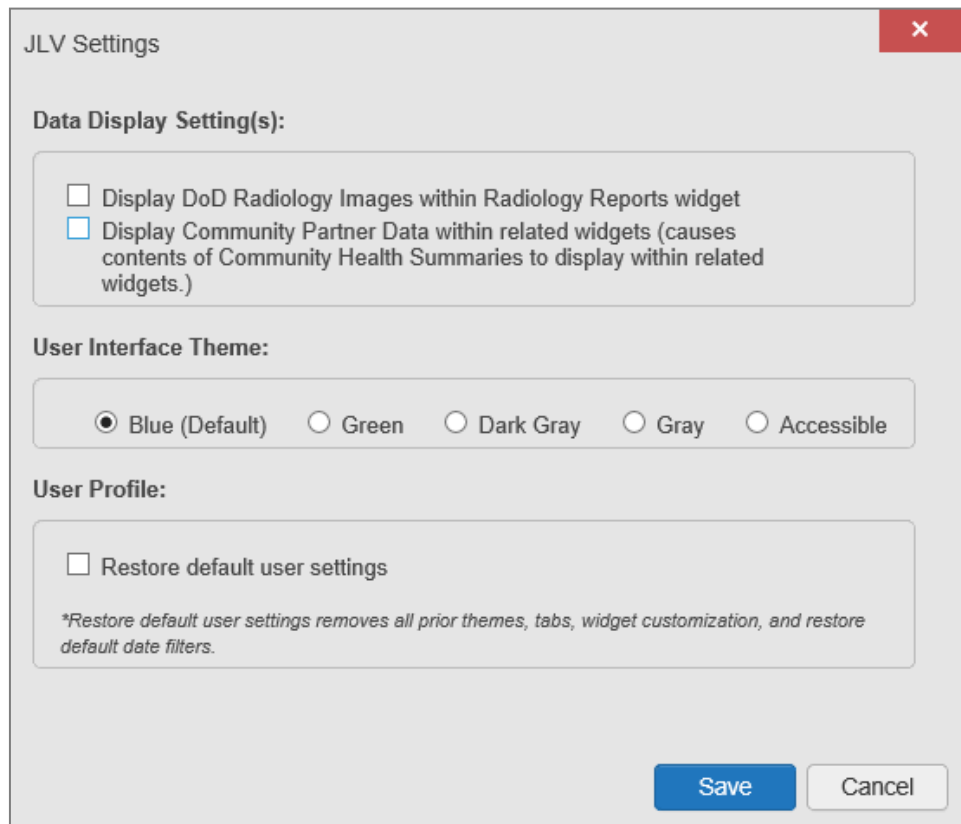 JLV Settings
Data Display Setting(s):
Display DoD Radiology Images within Radiology Reports widget
Display Community Partner Data within related widgets (causes
contents of Community Health Summaries to display within related
widgets.)
User Interface Theme:
Blue (Default) Green Dark Gray Gray Accessible
User Profile:
Restore default user settings
*Restore default user settings removes all prior themes, tabs, widget customization, and restore
default date filters.
Save Cancel